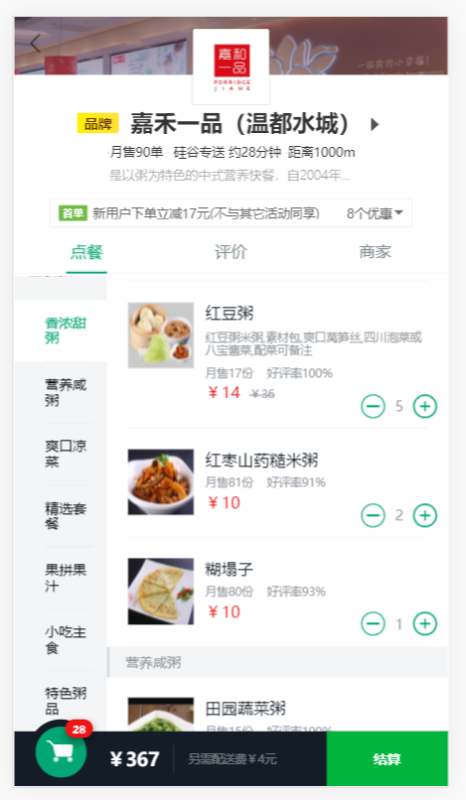 嘉和
一品
PORRIDGE
JIAHE
品牌 嘉禾一品（温都水城）
月售90单 硅谷专送 约28分钟 距离1000m
是以粥为特色的中式营养快餐，自2004年...
首单 新用户下单立减17元(不与其它活动同享) 8个优惠
点餐 评价 商家
香浓甜
粥
营养咸
粥
爽口凉
菜
精选套
餐
果拼果
汁
小吃主
食
特色粥
品
红豆粥
红豆粥米粥,素材包,爽口莴笋丝,四川泡菜或
八宝酱菜,配菜可备注
月售17份 好评率100%
￥14 ￥36
5
红枣山药糙米粥
月售81份 好评率91%
￥10
2
糊塌子
月售80份 好评率93%
￥10
1
营养咸粥
田园蔬菜粥
月售15份 好评率100%
28
￥367 另需配送费￥4元 结算